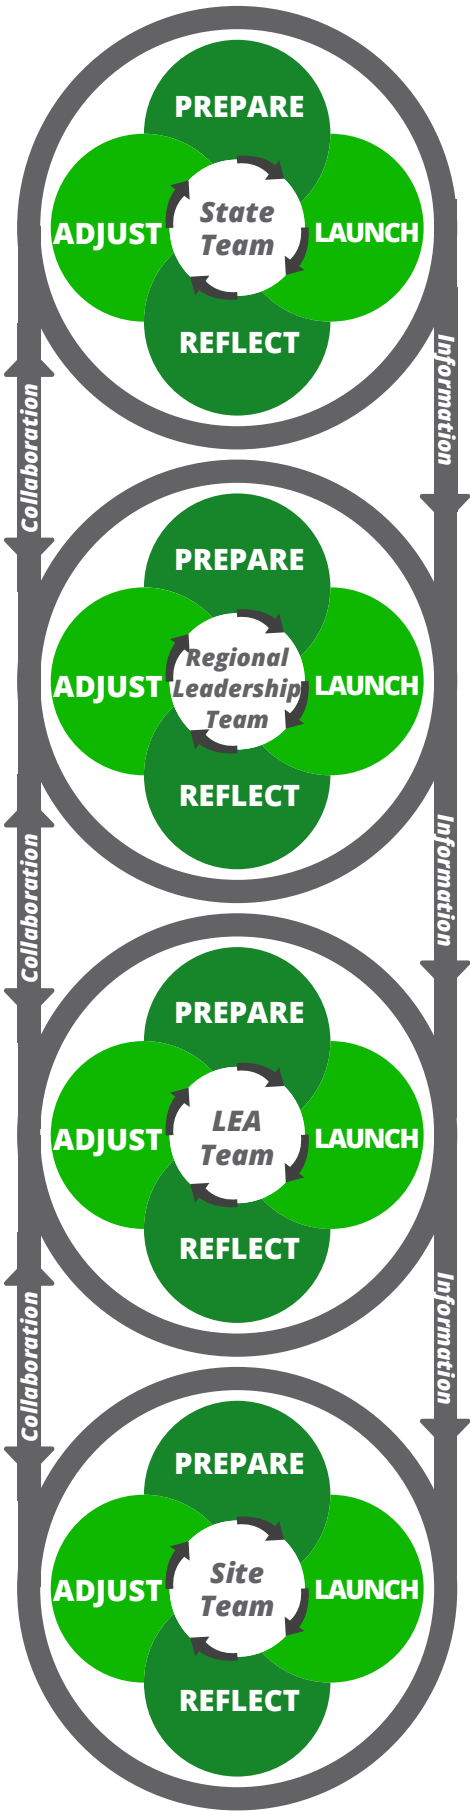 PREPARE
State
Team
ADJUST
LAUNCH
REFLECT
Collaboration
Information
PREPARE
Regional
Leadership
Team
ADJUST
LAUNCH
REFLECT
Collaboration
Information
PREPARE
LEA
Team
ADJUST
LAUNCH
REFLECT
Collaboration
Information
PREPARE
Site
Team
ADJUST
LAUNCH
REFLECT